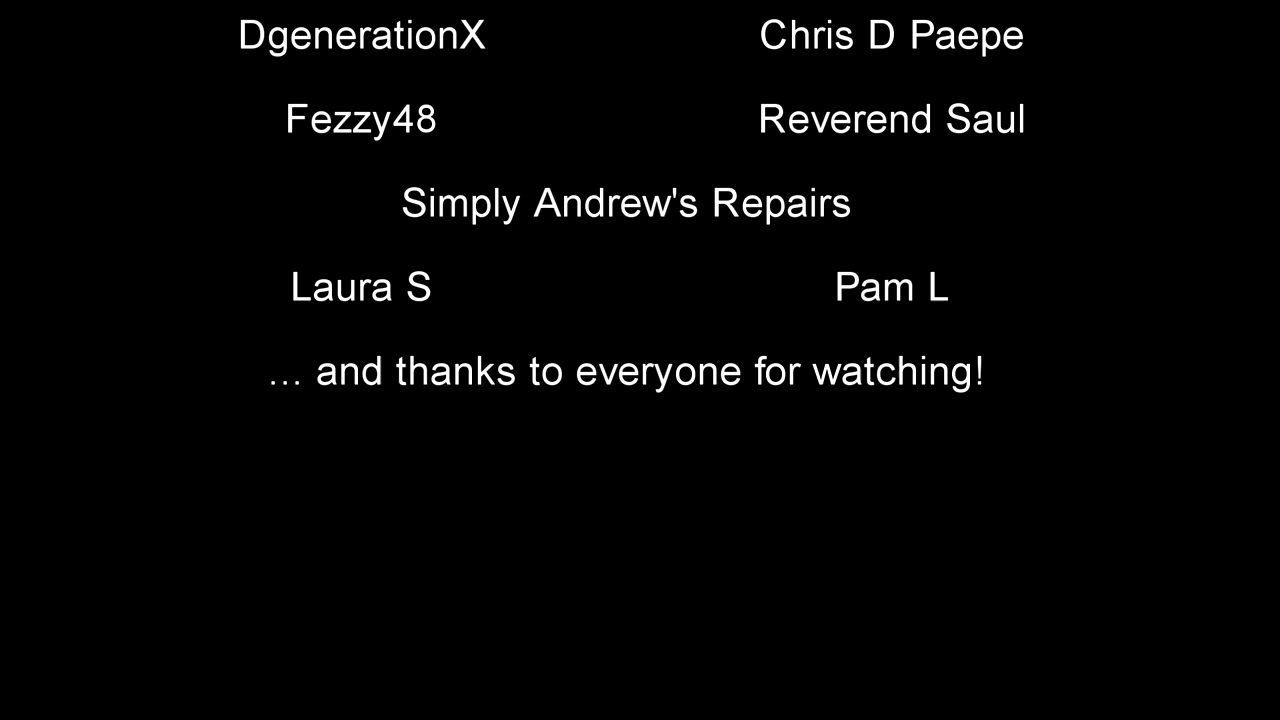 DgenerationX Chris D Paepe
Fezzy48 Reverend Saul
Simply Andrew's Repairs
Laura S Pam L
... and thanks to everyone for watching!